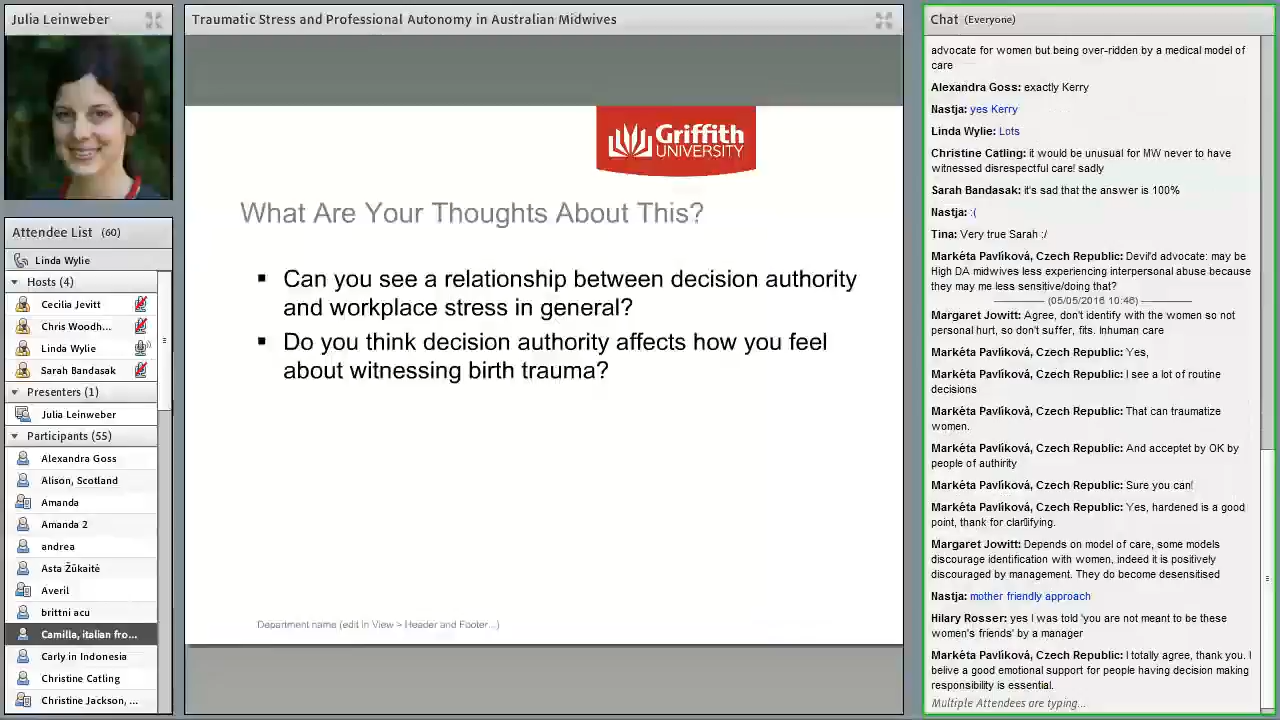 Julia Leinweber
Attendee List (60)
Linda Wylie
Hosts (4)
Cecilia Jevitt
Chris Woodh...
Linda Wylie
Sarah Bandasak
Presenters (1)
Julia Leinweber
Participants (55)
Alexandra Goss
Alison, Scotland
Amanda
Amanda 2
andrea
Asta Žūkaitė
Averil
brittni acu
Camilla, italian fro...
Carly in Indonesia
Christine Catling
Christine Jackson, ...
Traumatic Stress and Professional Autonomy in Australian Midwives
Griffith
UNIVERSITY
What Are Your Thoughts About This?
▪ Can you see a relationship between decision authority
and workplace stress in general?
▪ Do you think decision authority affects how you feel
about witnessing birth trauma?
Department name (edit in View > Header and Footer...)
Chat (Everyone)
advocate for women but being over-ridden by a medical model of
care
Alexandra Goss: exactly Kerry
Nastja: yes Kerry
Linda Wylie: Lots
Christine Catling: it would be unusual for MW never to have
witnessed disrespectful care! sadly
Sarah Bandasak: it's sad that the answer is 100%
Nastja: :(
Tina: Very true Sarah :/
Markéta Pavlíková, Czech Republic: Devil'd advocate: may be
High DA midwives less experiencing interpersonal abuse because
they may me less sensitive/doing that?
(05/05/2016 10:46)
Margaret Jowitt: Agree, don't identify with the women so not
personal hurt, so don't suffer, fits. Inhuman care
Markéta Pavlíková, Czech Republic: Yes,
Markéta Pavlíková, Czech Republic: I see a lot of routine
decisions
Markéta Pavlíková, Czech Republic: That can traumatize
women.
Markéta Pavlíková, Czech Republic: And acceptet by OK by
people of authirity
Markéta Pavlíková, Czech Republic: Sure you can!
Markéta Pavlíková, Czech Republic: Yes, hardened is a good
point, thank for clarifying.
Margaret Jowitt: Depends on model of care, some models
discourage identification with women, indeed it is positively
discouraged by management. They do become desensitised
Nastja: mother friendly approach
Hilary Rosser: yes I was told 'you are not meant to be these
women's friends' by a manager
Markéta Pavlíková, Czech Republic: I totally agree, thank you. I
belive a good emotional support for people having decision making
responsibility is essential.
Multiple Attendees are typing...